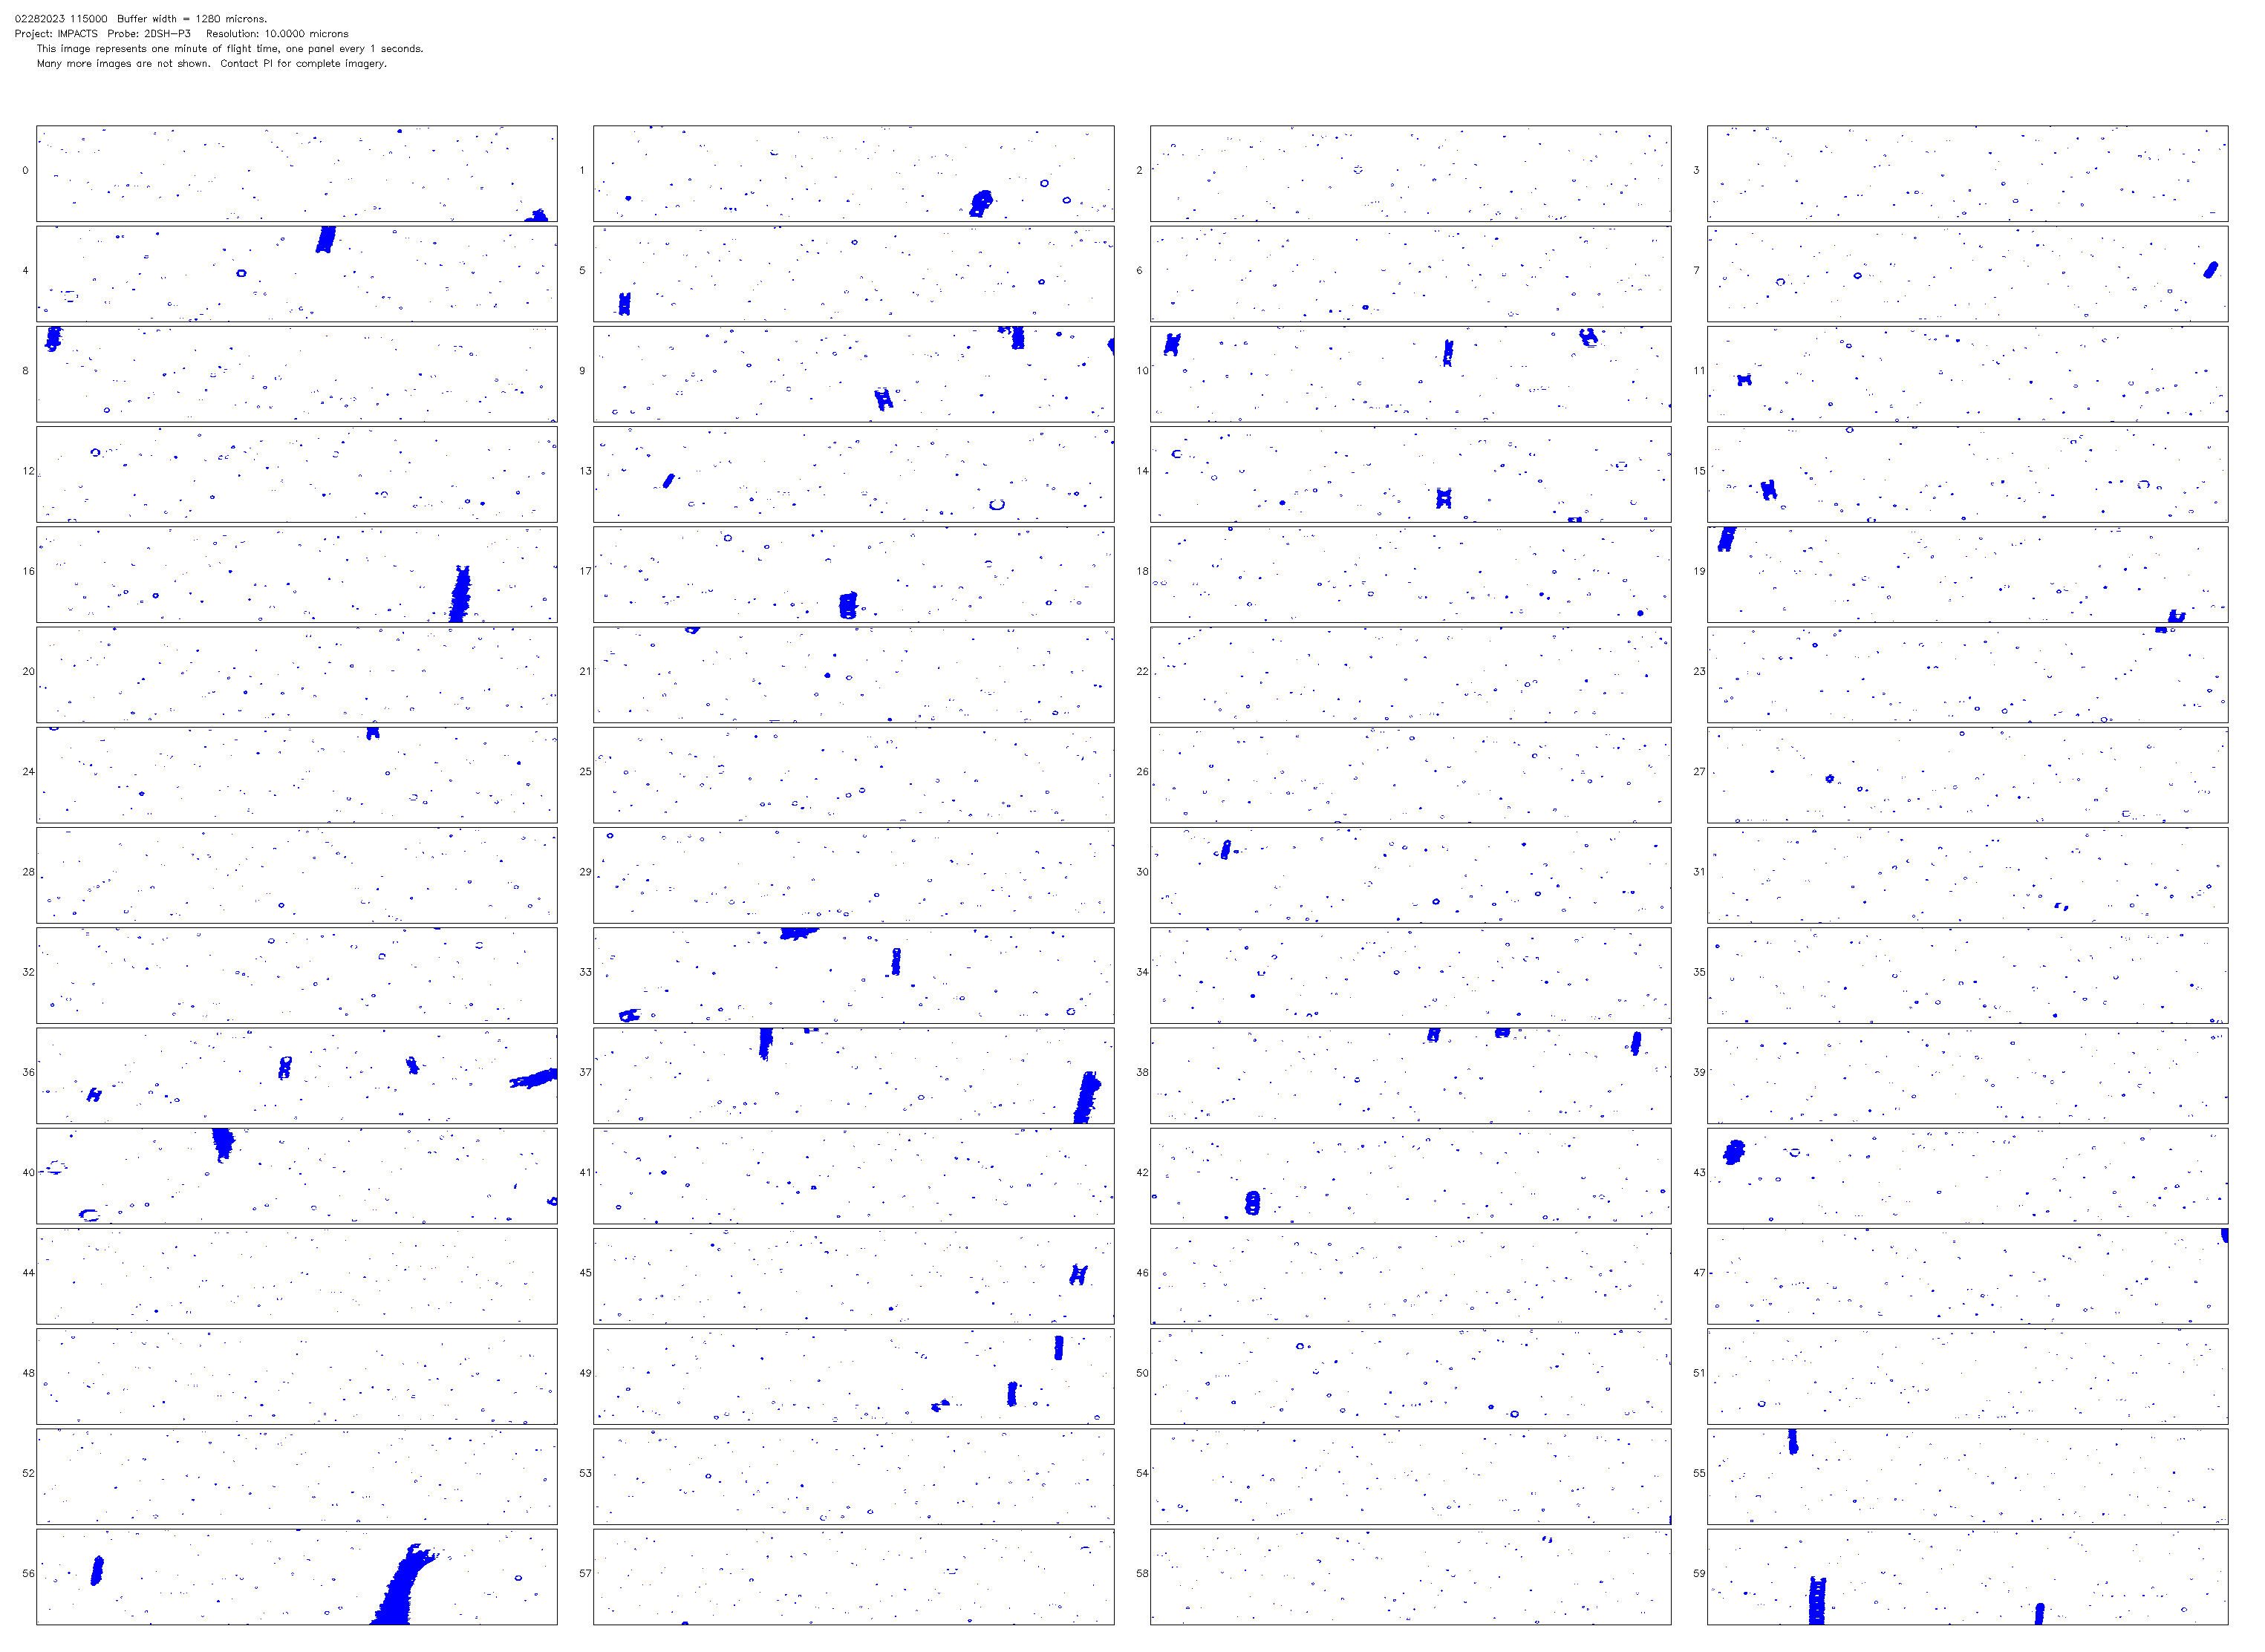 02282023 115000 Buffer width = 1280 microns.
Project: IMPACTS Probe: 2DSH-P3 Resolution: 10.0000 microns
This image represents one minute of flight time, one panel every 1 seconds.
Many more images are not shown. Contact PI for complete imagery.
0 1 2 3
4 5 6 7
8 9 10 11
12 13 14 15
16 17 18 19
20 21 22 23
24 25 26 27
28 29 30 31
32 33 34 35
36 37 38 39
40 41 42 43
44 45 46 47
48 49 50 51
52 53 54 55
56 57 58 59